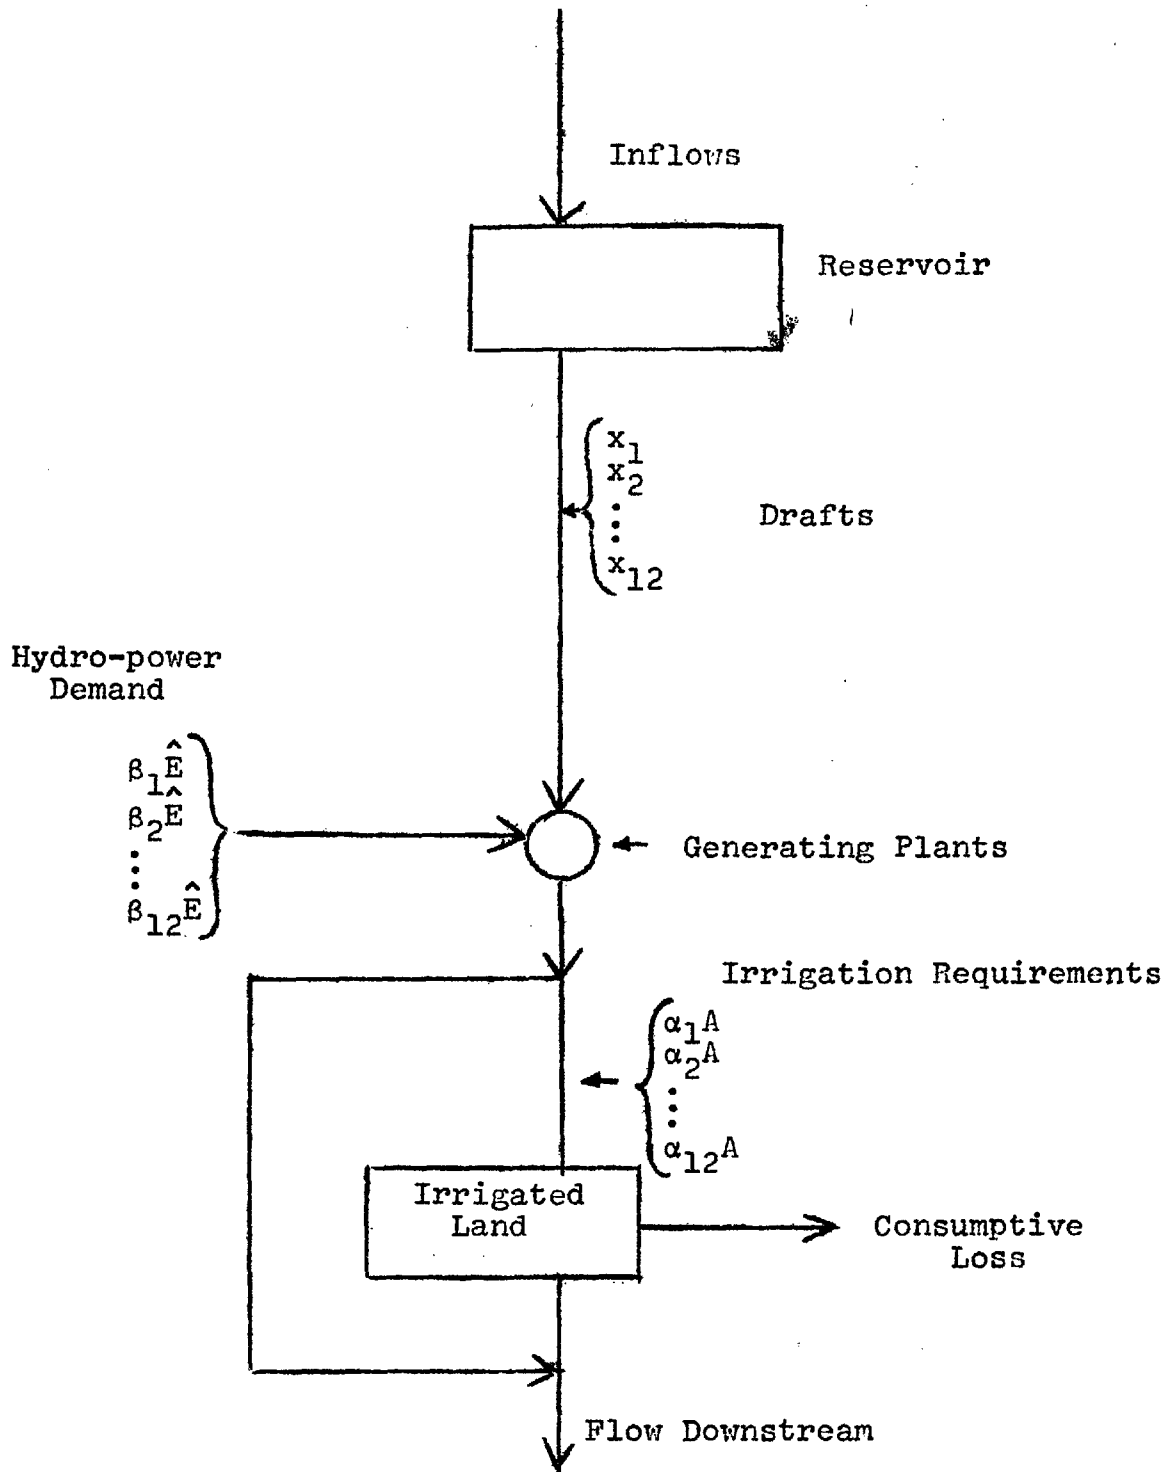 Inflows
Reservoir
x₁
x₂
⋮
x₁₂
Drafts
Hydro-power
Demand
β₁Ê
β₂Ê
⋮
β₁₂Ê
Generating Plants
Irrigation Requirements
α₁A
α₂A
⋮
α₁₂A
Irrigated
Land
Consumptive
Loss
Flow Downstream